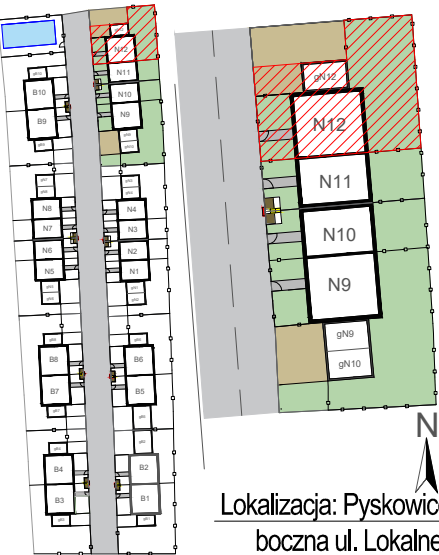 N12
N11
N10
N9
B10
B9
N8
N7
N6
N5
N4
N3
N2
N1
B8
B7
B6
B5
B4
B3
B2
B1
gN12
N12
N11
N10
N9
gN9
gN10
N
Lokalizacja: Pyskowic
boczna ul. Lokalne